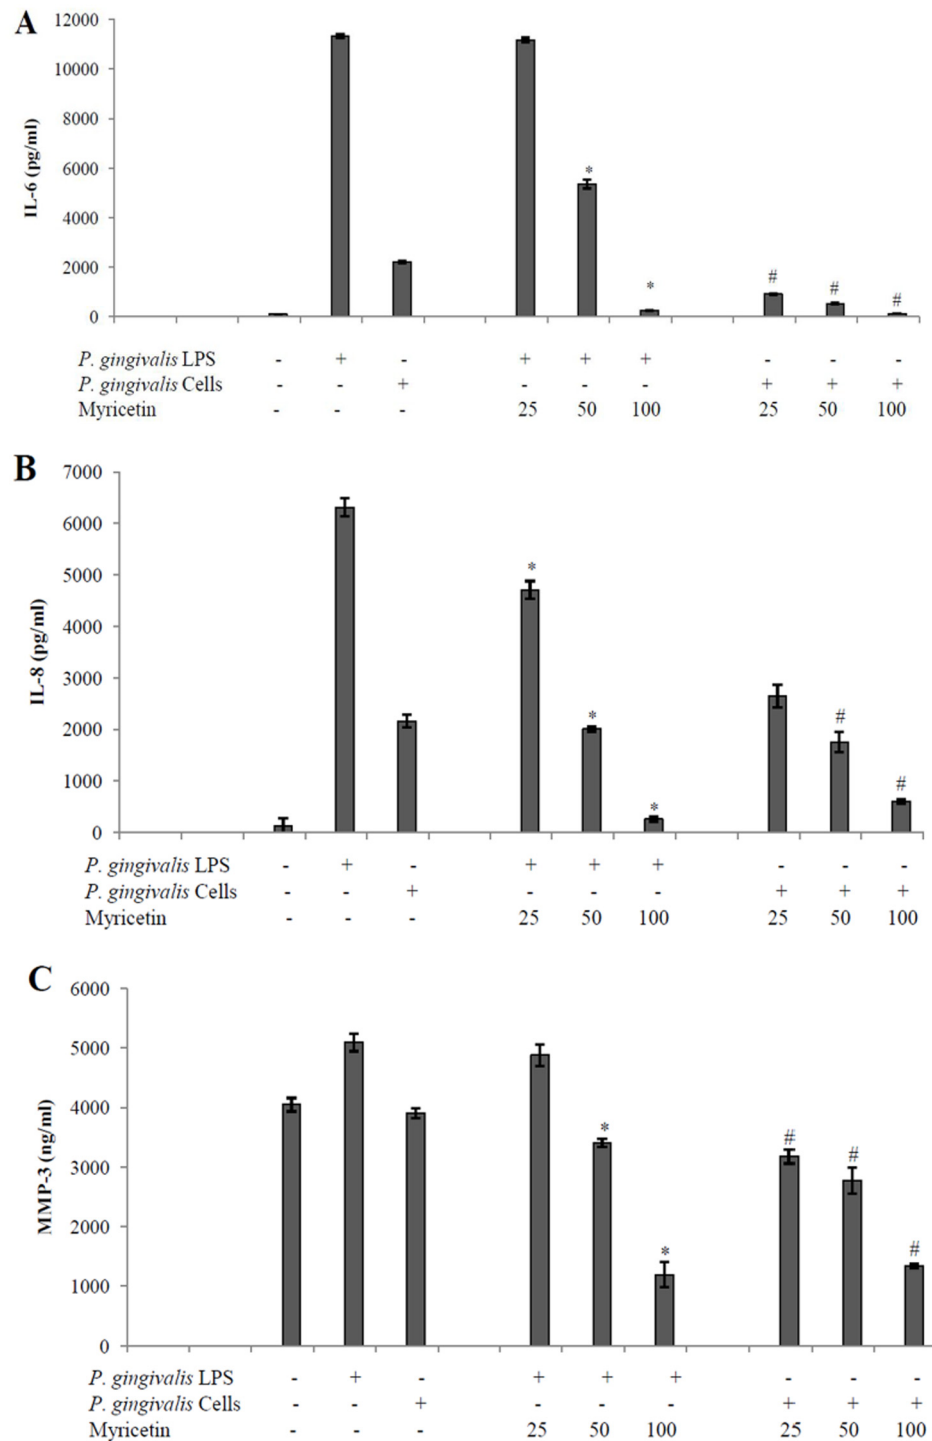 A
IL-6 (pg/ml)
12000
10000
8000
6000
4000
2000
0
*
*
#
#
#
P. gingivalis LPS - + - + + + - - -
P. gingivalis Cells - - + - - - + + +
Myricetin - - - 25 50 100 25 50 100
B
IL-8 (pg/ml)
7000
6000
5000
4000
3000
2000
1000
0
*
*
*
#
#
P. gingivalis LPS - + - + + + - - -
P. gingivalis Cells - - + - - - + + +
Myricetin - - - 25 50 100 25 50 100
C
MMP-3 (ng/ml)
6000
5000
4000
3000
2000
1000
0
*
*
#
#
#
P. gingivalis LPS - + - + + + - - -
P. gingivalis Cells - - + - - - + + +
Myricetin - - - 25 50 100 25 50 100